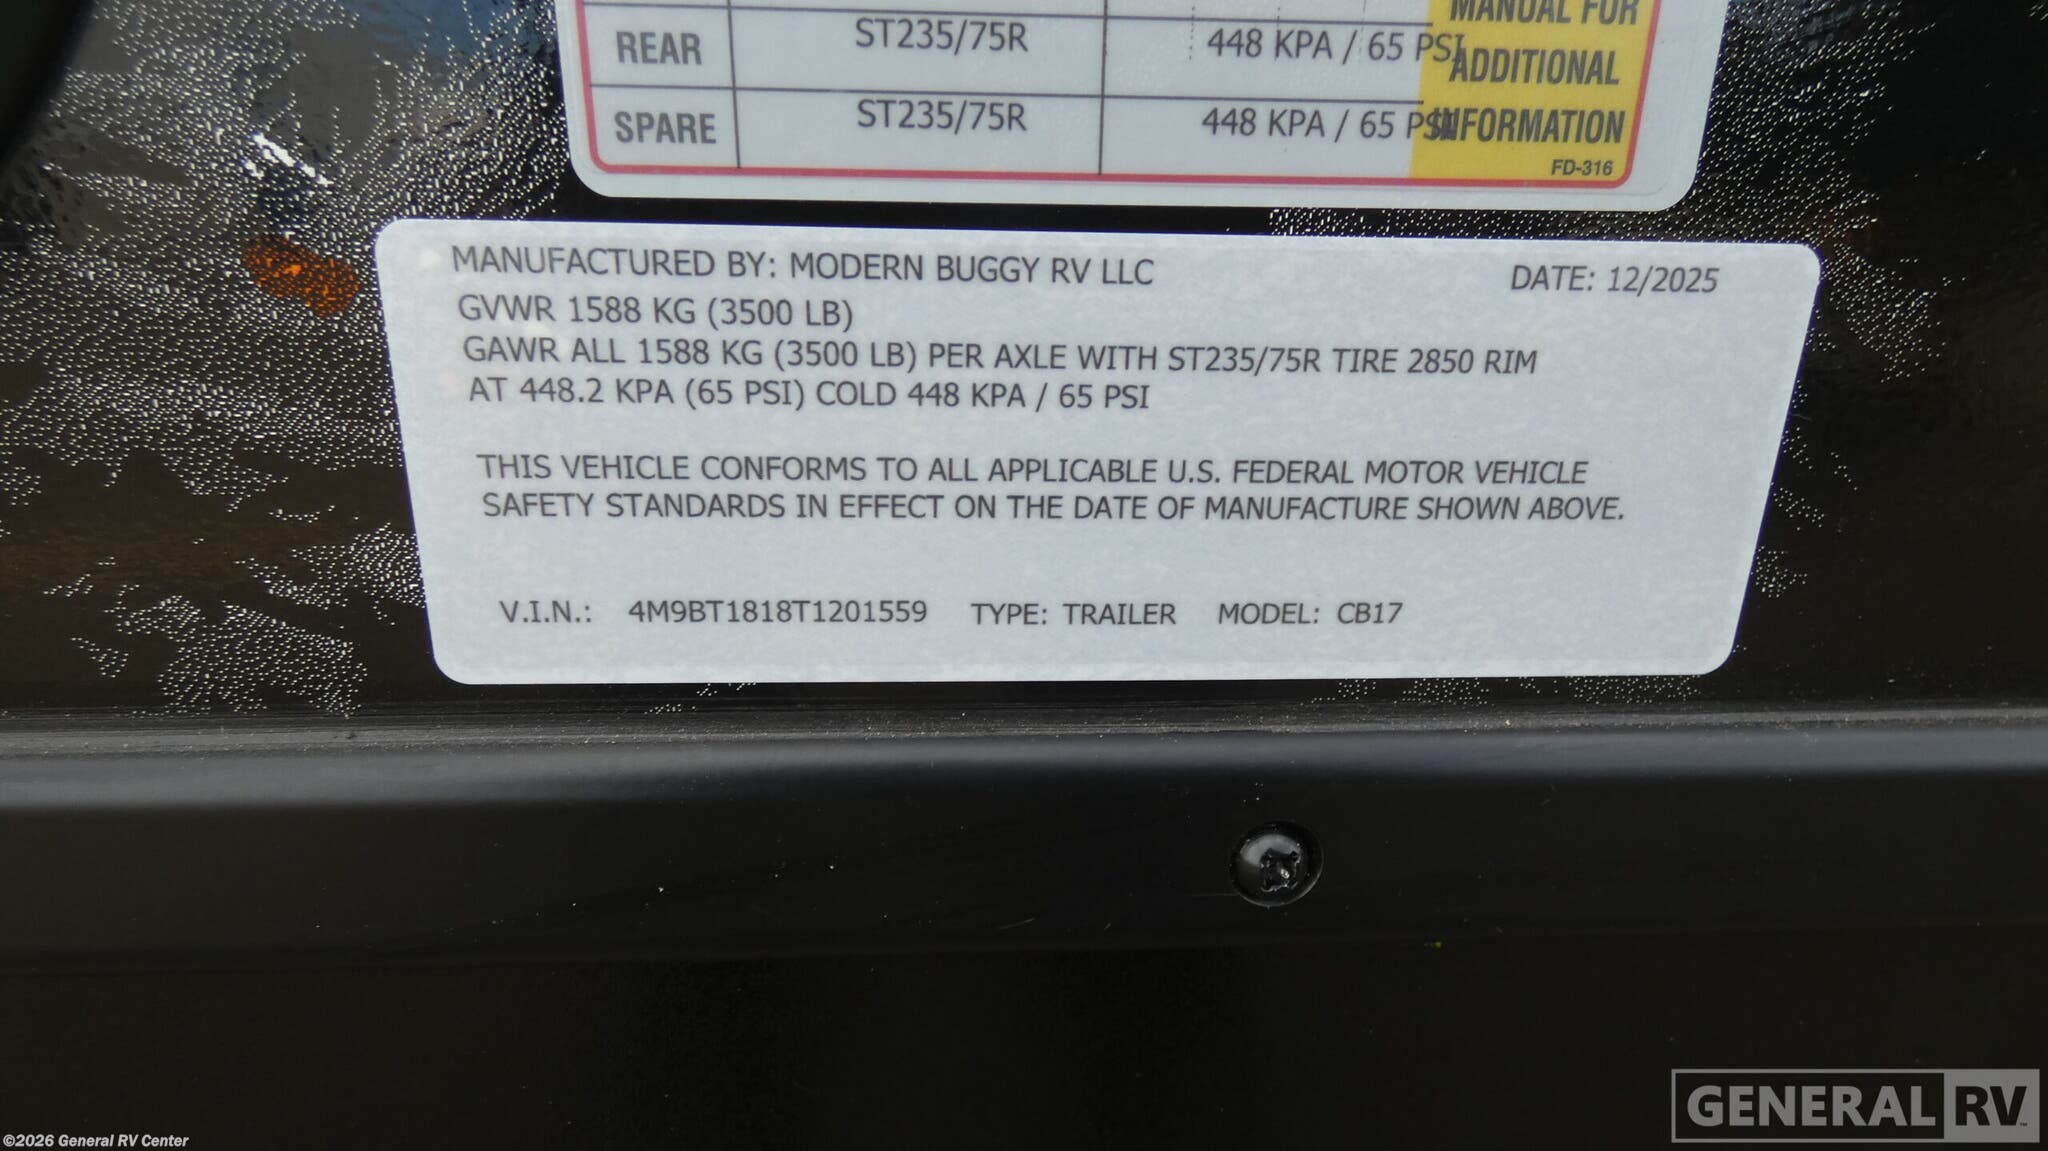 MANUAL FOR
REAR ST235/75R 448 KPA / 65 PSI ADDITIONAL
SPARE ST235/75R 448 KPA / 65 PSI INFORMATION
FD-316
MANUFACTURED BY: MODERN BUGGY RV LLC DATE: 12/2025
GVWR 1588 KG (3500 LB)
GAWR ALL 1588 KG (3500 LB) PER AXLE WITH ST235/75R TIRE 2850 RIM
AT 448.2 KPA (65 PSI) COLD 448 KPA / 65 PSI
THIS VEHICLE CONFORMS TO ALL APPLICABLE U.S. FEDERAL MOTOR VEHICLE
SAFETY STANDARDS IN EFFECT ON THE DATE OF MANUFACTURE SHOWN ABOVE.
V.I.N.: 4M9BT1818T1201559 TYPE: TRAILER MODEL: CB17
GENERAL RV
©2026 General RV Center